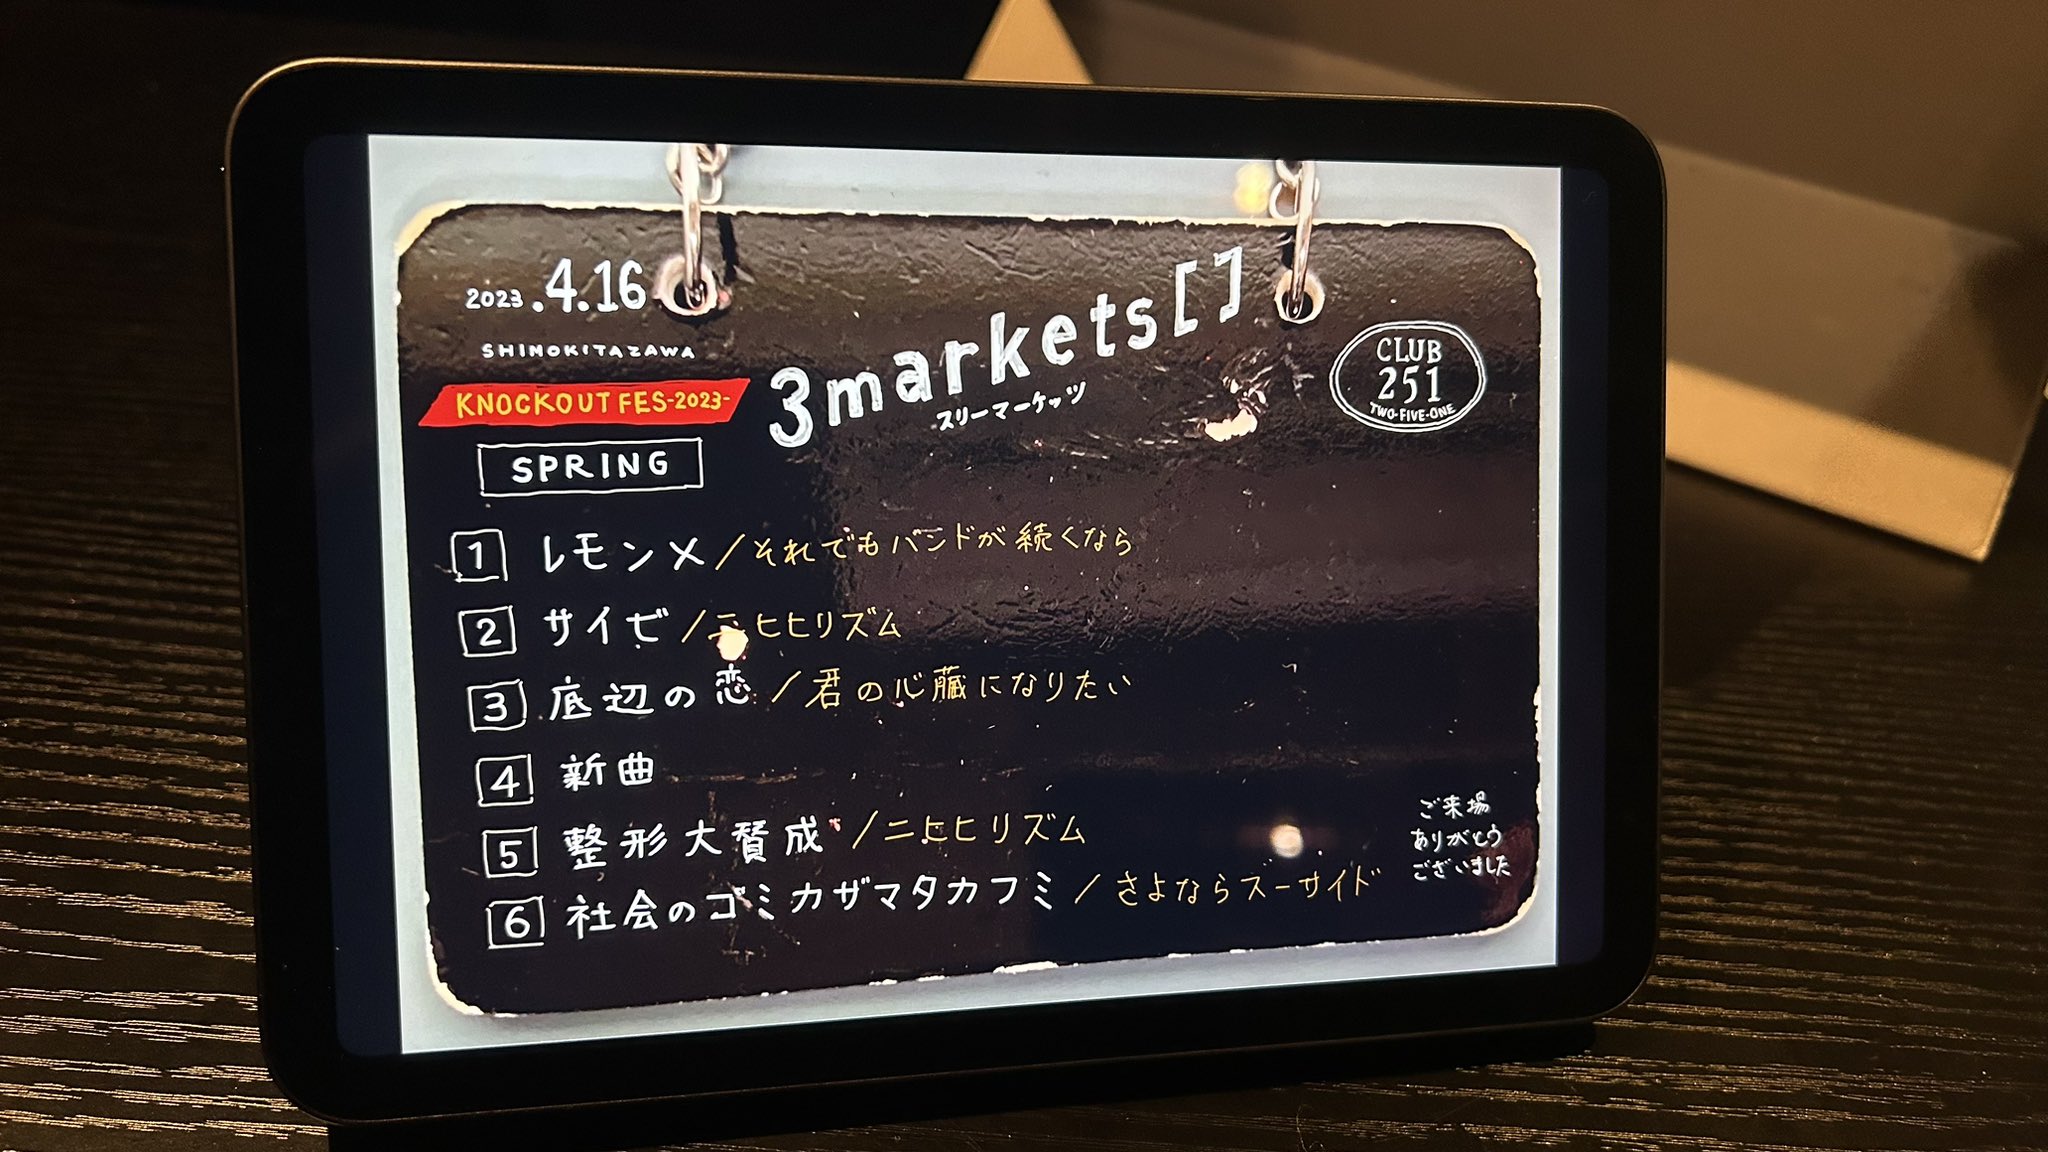 2023.4.16
SHIMOKITAZAWA
KNOCKOUT FES-2023-
SPRING
3markets[]
スリーマーケッツ
CLUB
251
TWO-FIVE-ONE
1 レモン×/それでもバンドが続くなら
2 サイゼ/ニヒヒリズム
3 底辺の恋/君の心臓になりたい
4 新曲
5 整形大賛成/ニヒヒリズム
6 社会のゴミカザマタカフミ/さよならズーサイド
ご来場
ありがとう
ございました